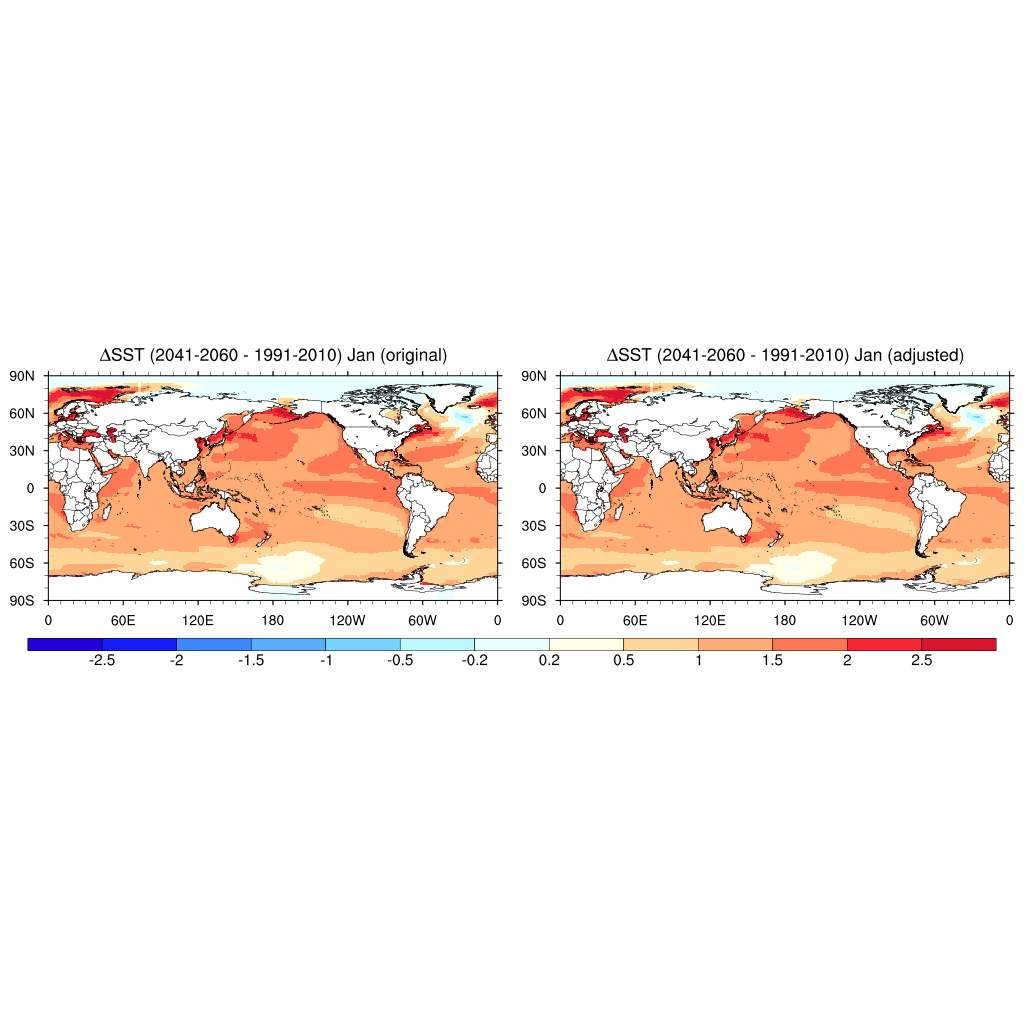 ΔSST (2041-2060 - 1991-2010) Jan (original)
ΔSST (2041-2060 - 1991-2010) Jan (adjusted)
90N
60N
30N
0
30S
60S
90S
0 60E 120E 180 120W 60W 0
90N
60N
30N
0
30S
60S
90S
0 60E 120E 180 120W 60W 0
-2.5 -2 -1.5 -1 -0.5 -0.2 0.2 0.5 1 1.5 2 2.5